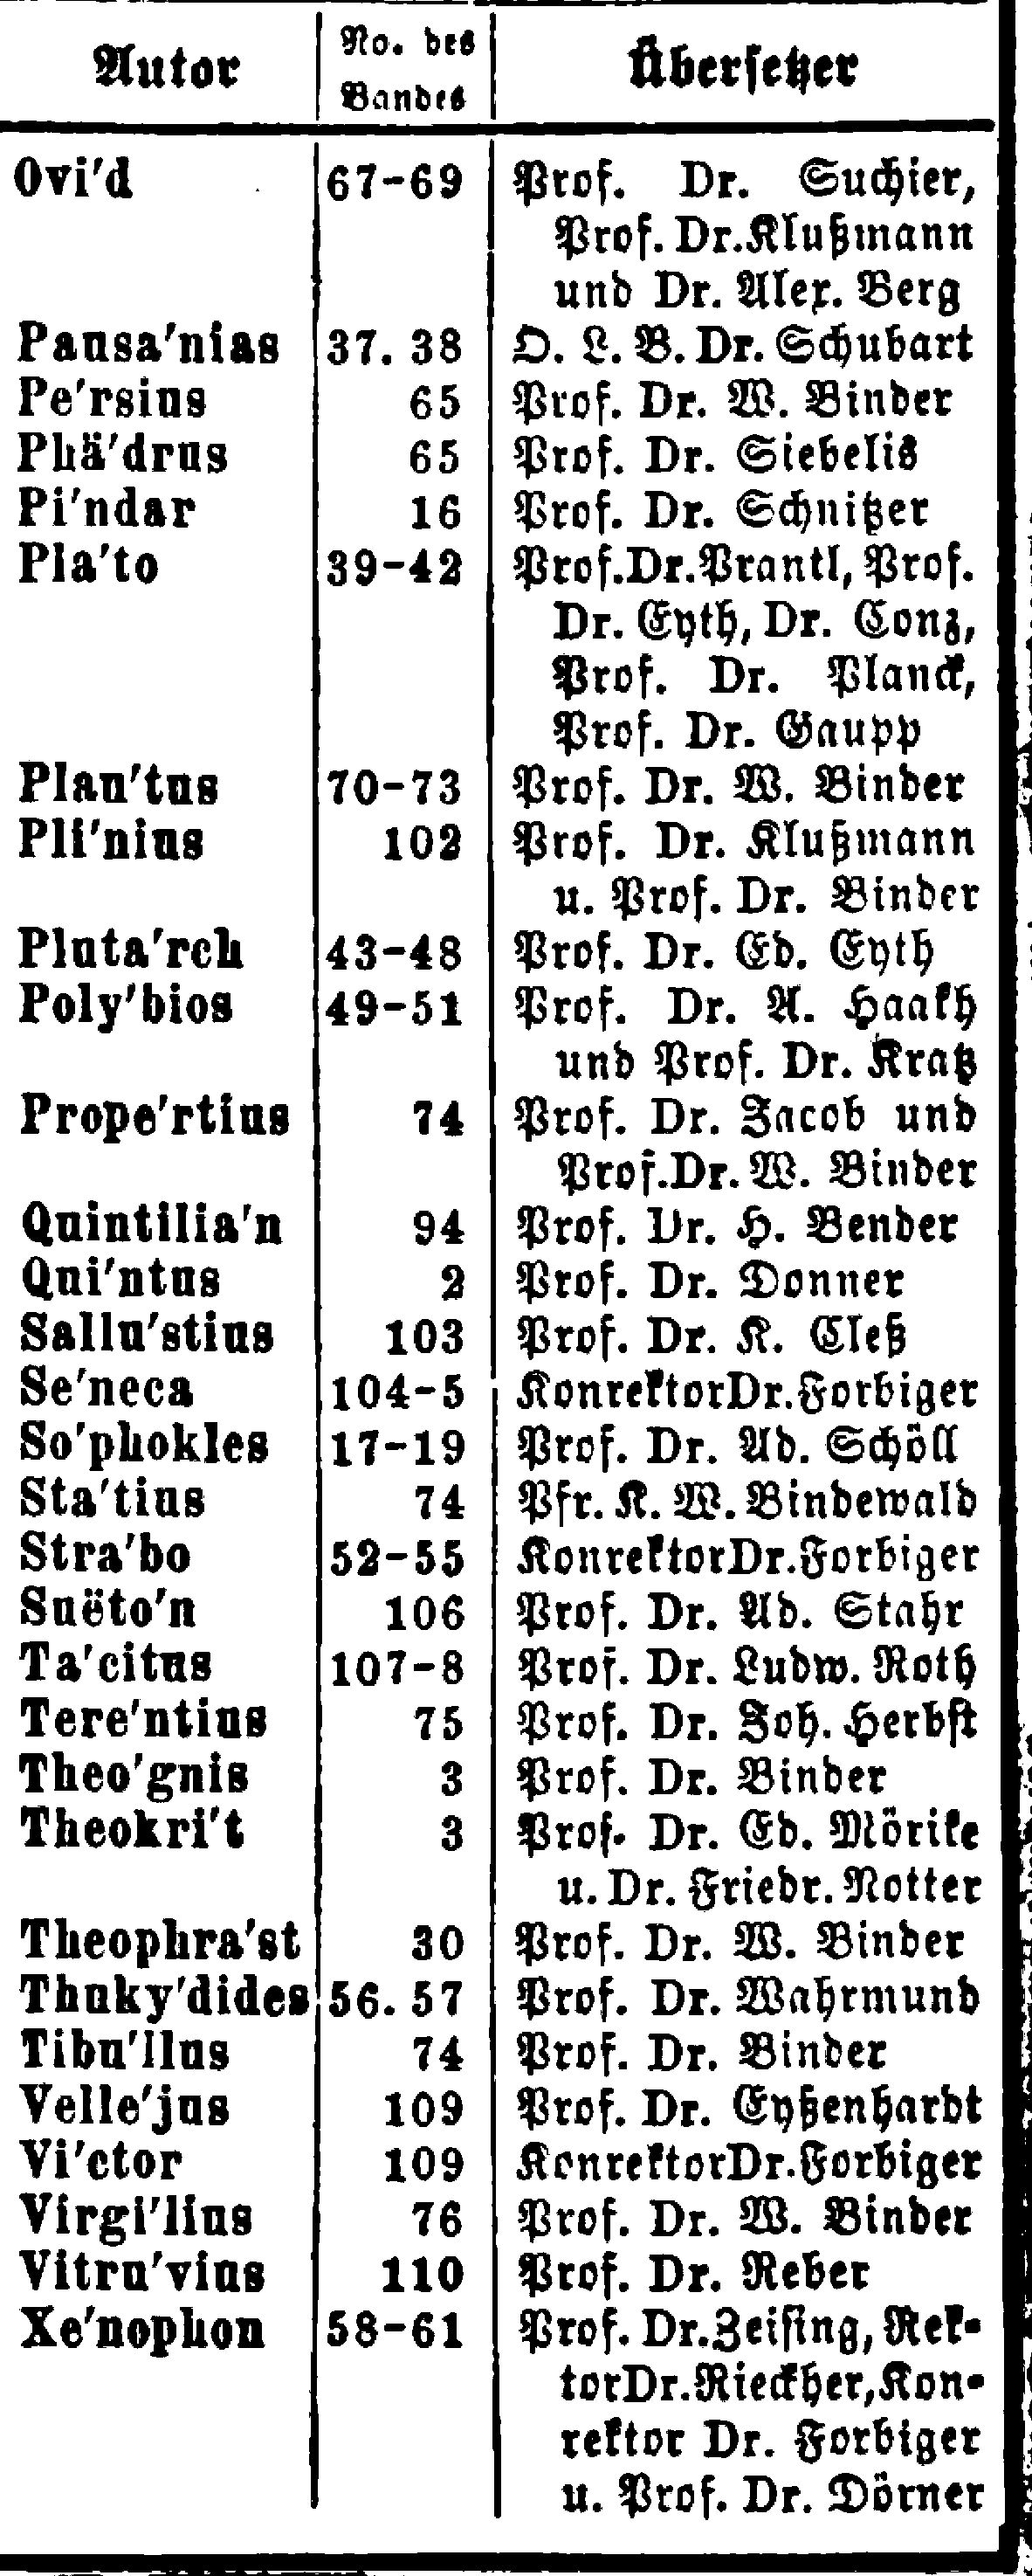 Autor No. des Bandes Übersetzer
Ovi'd 67-69 Prof. Dr. Suchier,
Prof. Dr. Klußmann
und Dr. Alex. Berg
Pausa'nias 37. 38 O. L. B. Dr. Schubart
Pe'rsius 65 Prof. Dr. W. Binder
Phä'drus 65 Prof. Dr. Siebelis
Pi'ndar 16 Prof. Dr. Schnitzer
Pla'to 39-42 Prof. Dr. Prantl, Prof.
Dr. Eyth, Dr. Conz,
Prof. Dr. Planck,
Prof. Dr. Gaupp
Plau'tus 70-73 Prof. Dr. W. Binder
Pli'nius 102 Prof. Dr. Klußmann
u. Prof. Dr. Binder
Pluta'rch 43-48 Prof. Dr. Ed. Eyth
Poly'bios 49-51 Prof. Dr. A. Haakh
und Prof. Dr. Kratz
Prope'rtius 74 Prof. Dr. Jacob und
Prof. Dr. W. Binder
Quintilia'n 94 Prof. Dr. H. Bender
Qui'ntus 2 Prof. Dr. Donner
Sallu'stius 103 Prof. Dr. K. Cleß
Se'neca 104-5 Konrektor Dr. Forbiger
So'phokles 17-19 Prof. Dr. Ad. Schöll
Sta'tius 74 Pfr. K. W. Bindewald
Stra'bo 52-55 Konrektor Dr. Forbiger
Suëto'n 106 Prof. Dr. Ad. Stahr
Ta'citus 107-8 Prof. Dr. Ludw. Roth
Tere'ntius 75 Prof. Dr. Joh. Herbst
Theo'gnis 3 Prof. Dr. Binder
Theokri't 3 Prof. Dr. Ed. Mörike
u. Dr. Friedr. Notter
Theophra'st 30 Prof. Dr. W. Binder
Thuky'dides 56. 57 Prof. Dr. Wahrmund
Tibu'llus 74 Prof. Dr. Binder
Velle'jus 109 Prof. Dr. Eyßenhardt
Vi'ctor 109 Konrektor Dr. Forbiger
Virgi'lius 76 Prof. Dr. W. Binder
Vitru'vius 110 Prof. Dr. Reber
Xe'nophon 58-61 Prof. Dr. Zeising, Rek-
tor Dr. Rieckher, Kon-
rektor Dr. Forbiger
u. Prof. Dr. Dörner